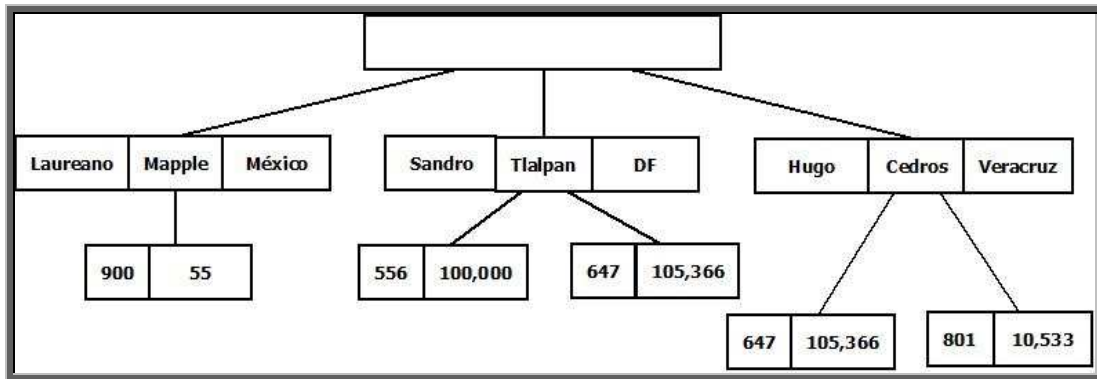 Laureano Mapple México Sandro Tlalpan DF Hugo Cedros Veracruz
900 55 556 100,000 647 105,366
647 105,366 801 10,533